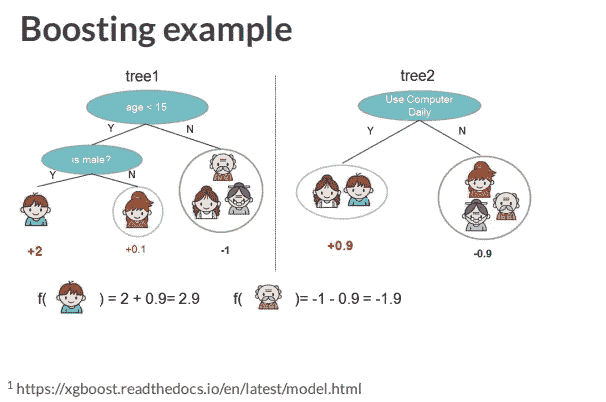 Boosting example
tree1
tree2
age < 15
Use Computer
Daily
Y
N
Y
N
is male?
Y
N
+2
+0.1
-1
+0.9
-0.9
f( ) = 2 + 0.9= 2.9
f( )= -1 - 0.9 = -1.9
1 https://xgboost.readthedocs.io/en/latest/model.html